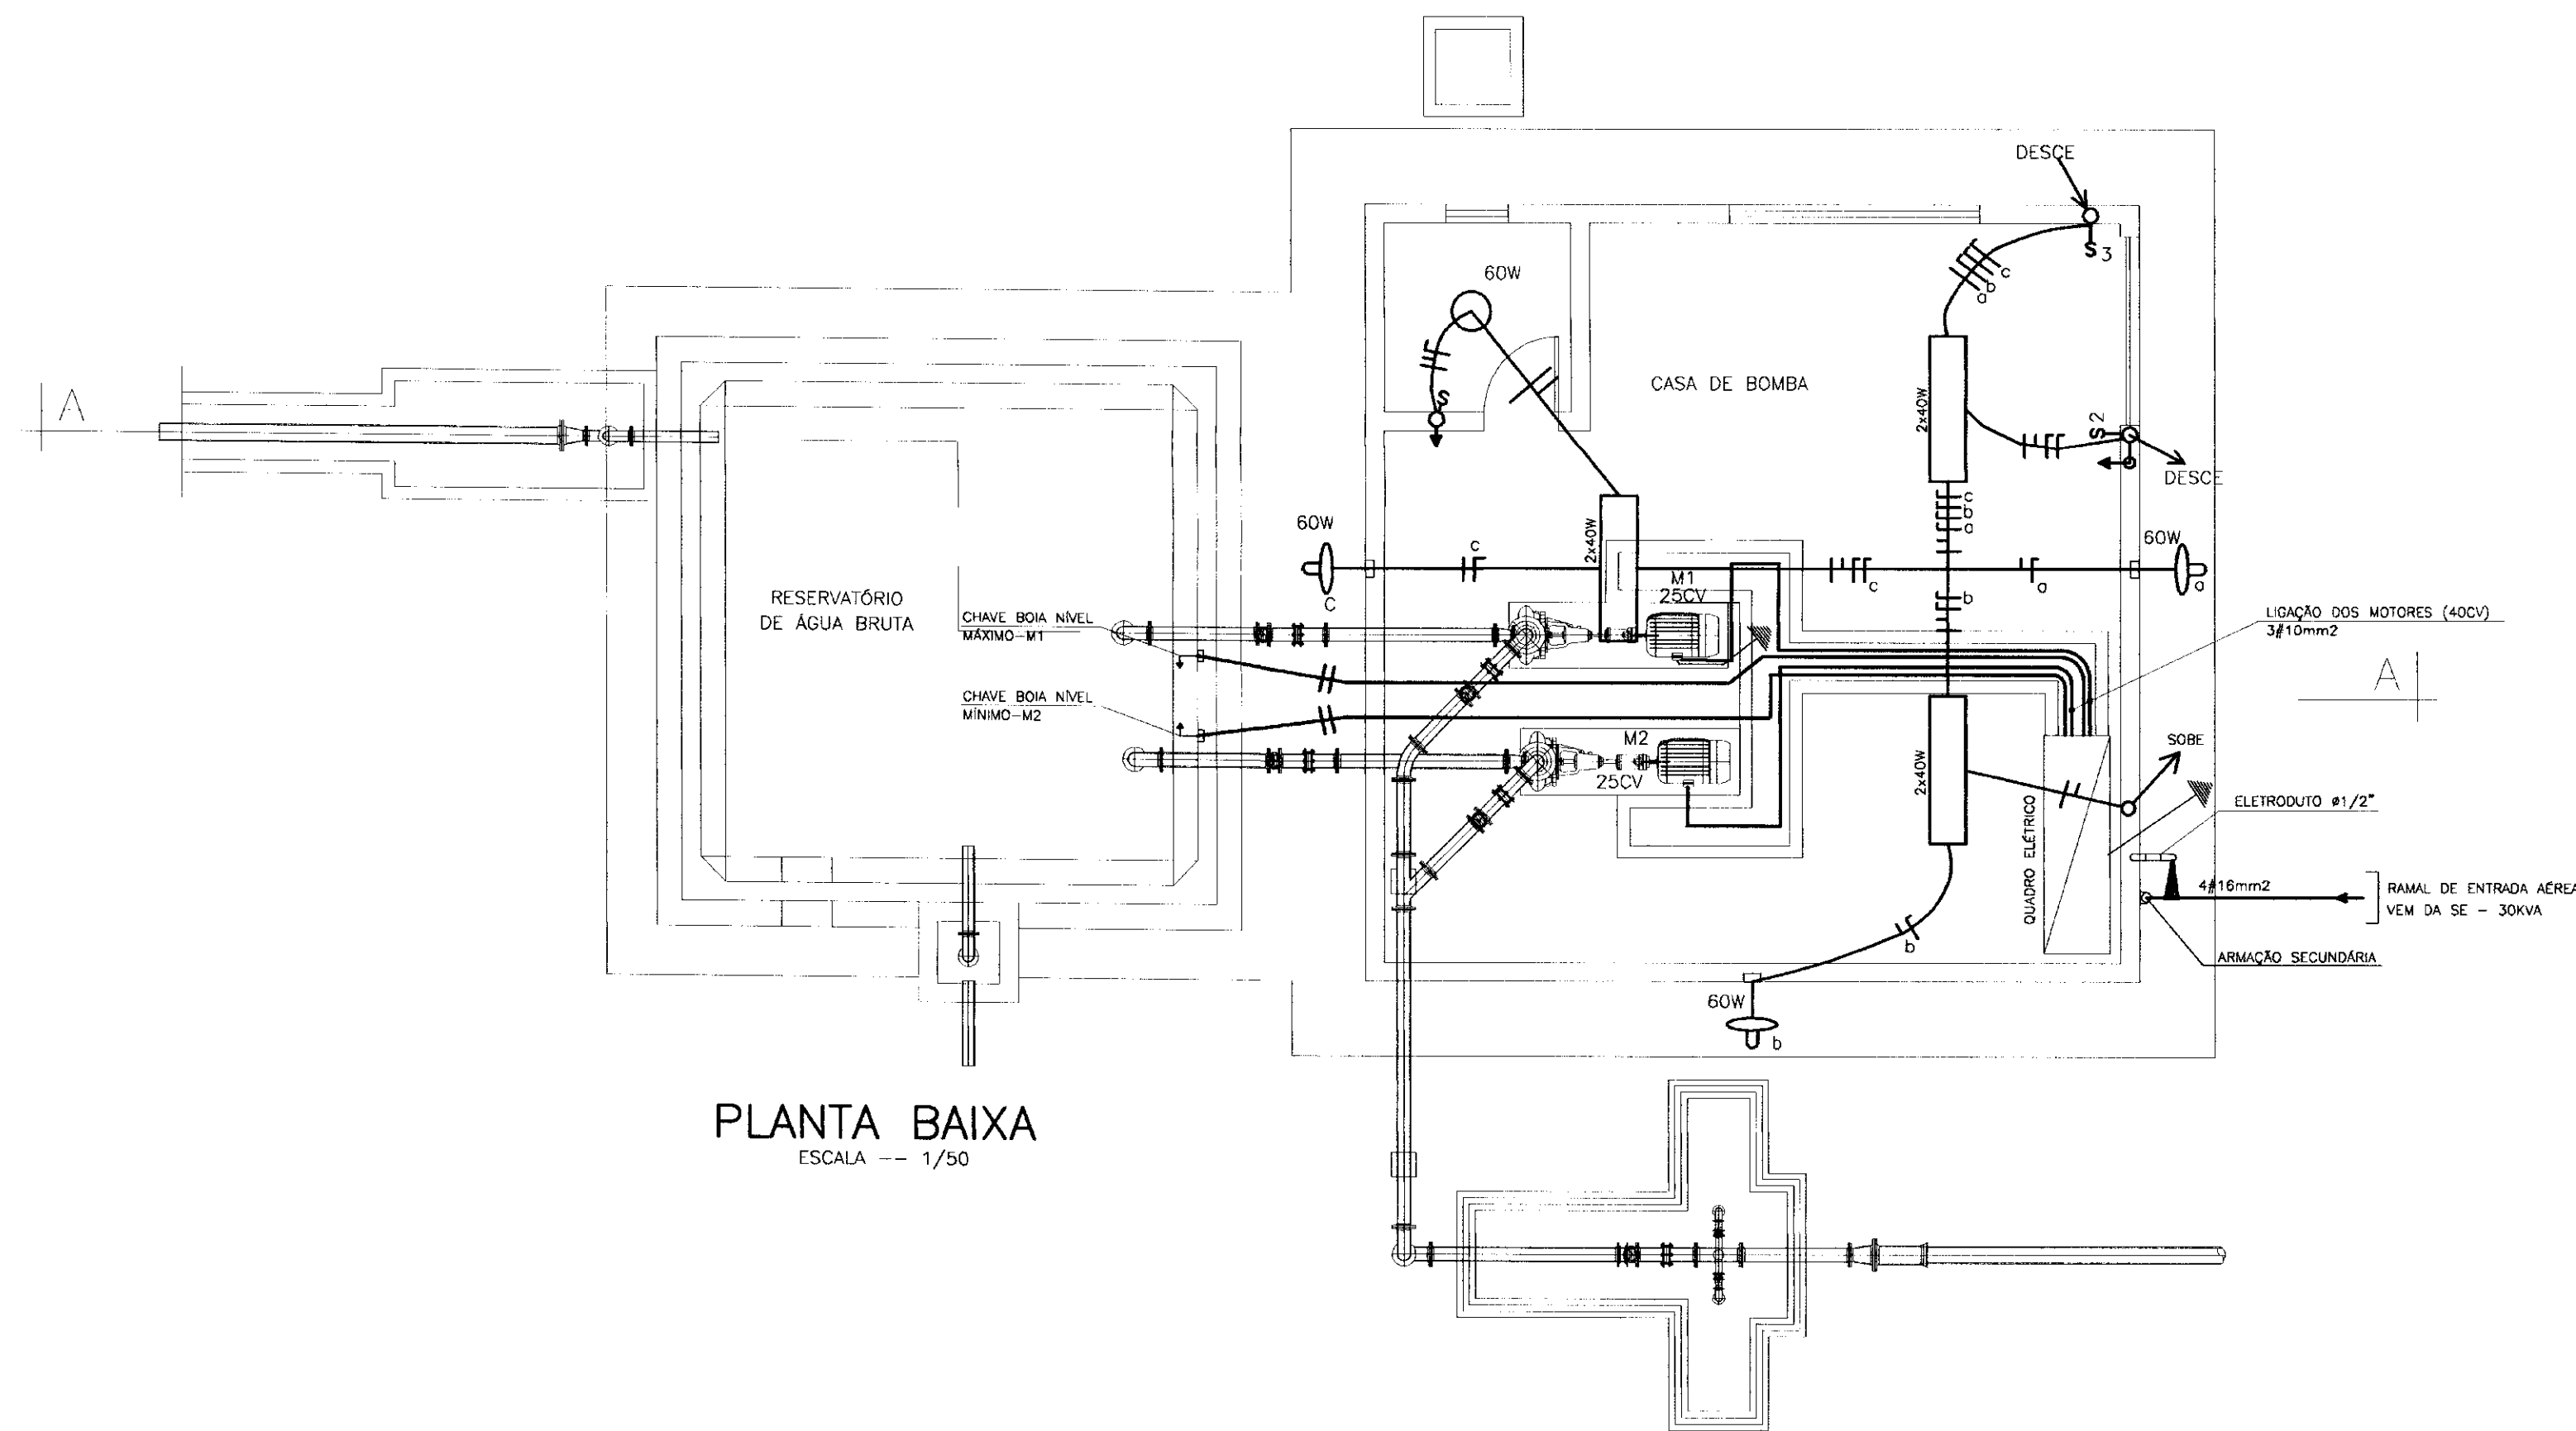 DESCE
S3
c
b
a
60W
S
CASA DE BOMBA
2x40W
S2
DESCE
c
b
a
A
60W
c
C
2x40W
c
a
60W
a
M1
25CV
b
RESERVATÓRIO
DE ÁGUA BRUTA
CHAVE BOIA NÍVEL
MÁXIMO-M1
CHAVE BOIA NIVEL
MÍNIMO-M2
LIGAÇÃO DOS MOTORES (40CV)
3#10mm2
A
M2
25CV
2x40W
SOBE
QUADRO ELÉTRICO
ELETRODUTO ø1/2"
4#16mm2
RAMAL DE ENTRADA AÉREA
VEM DA SE - 30KVA
ARMAÇÃO SECUNDÁRIA
b
60W
b
PLANTA BAIXA
ESCALA -- 1/50